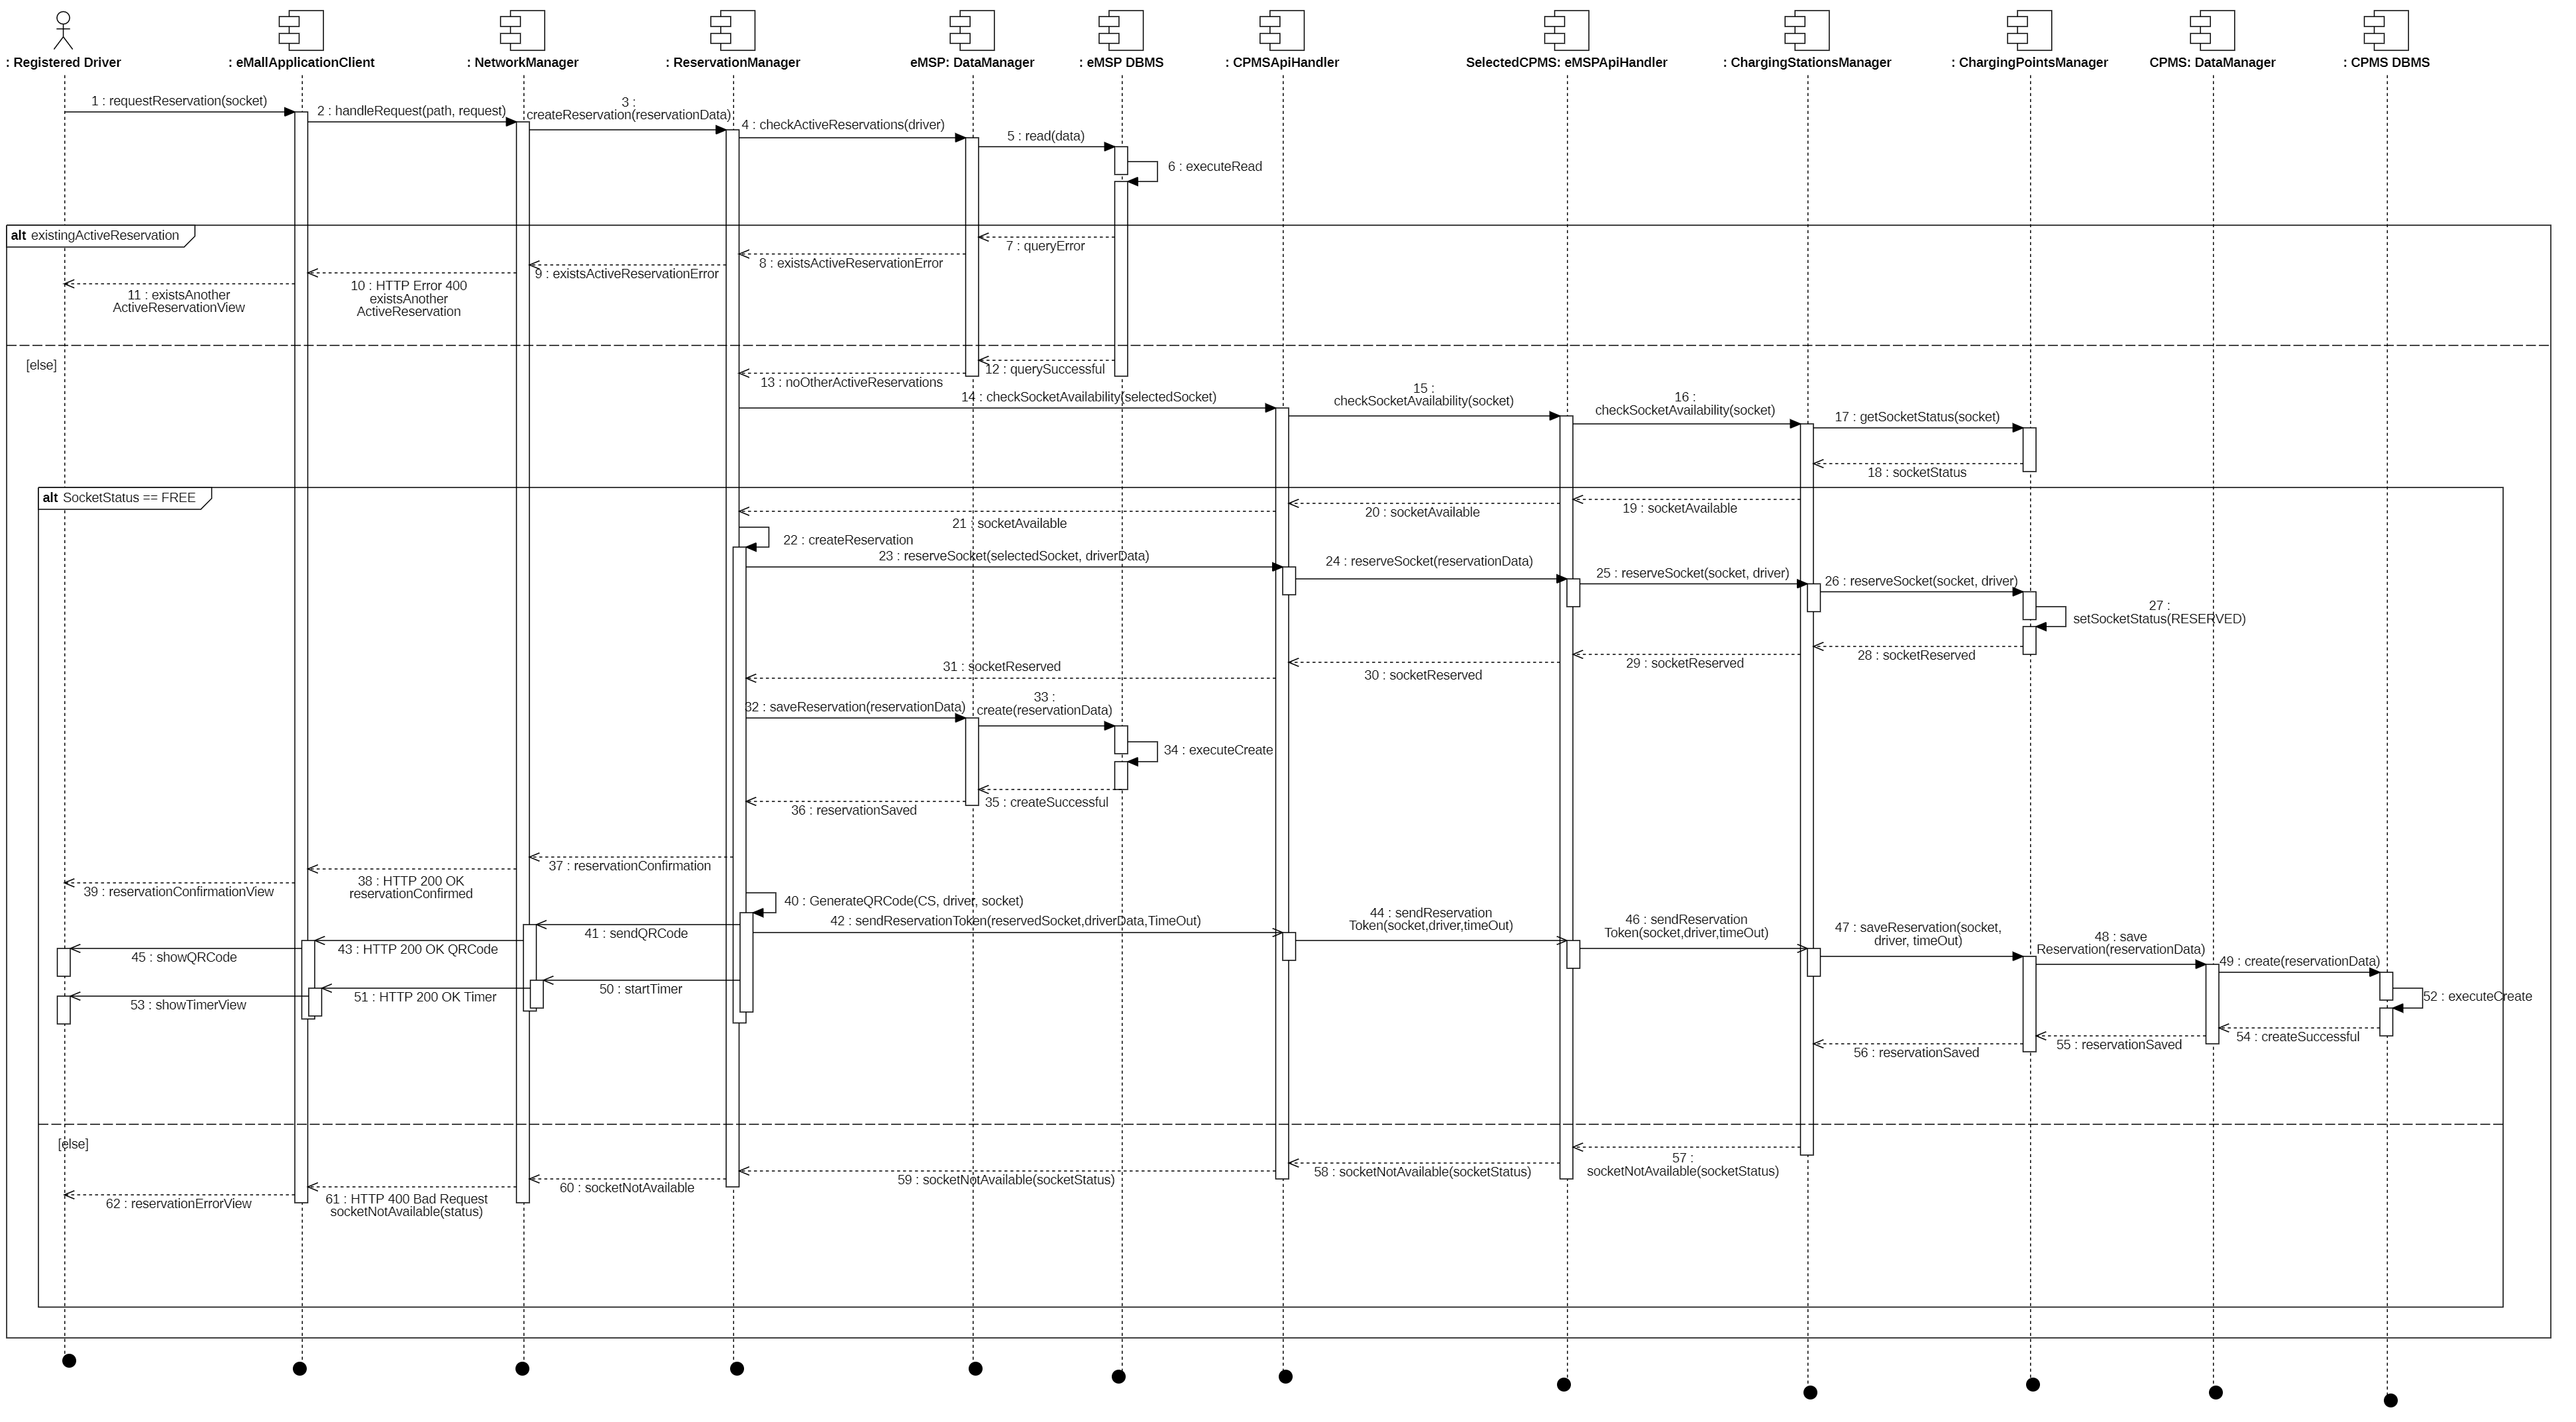 : Registered Driver
: eMallApplicationClient
: NetworkManager
: ReservationManager
eMSP: DataManager
: eMSP DBMS
: CPMSApiHandler
SelectedCPMS: eMSPApiHandler
: ChargingStationsManager
: ChargingPointsManager
CPMS: DataManager
: CPMS DBMS
1 : requestReservation(socket)
2 : handleRequest(path, request)
3 :
createReservation(reservationData)
4 : checkActiveReservations(driver)
5 : read(data)
6 : executeRead
alt existingActiveReservation
7 : queryError
8 : existsActiveReservationError
9 : existsActiveReservationError
10 : HTTP Error 400
existsAnother
ActiveReservation
11 : existsAnother
ActiveReservationView
[else]
12 : querySuccessful
13 : noOtherActiveReservations
14 : checkSocketAvailability(selectedSocket)
15 :
checkSocketAvailability(socket)
16 :
checkSocketAvailability(socket)
17 : getSocketStatus(socket)
18 : socketStatus
alt SocketStatus == FREE
19 : socketAvailable
20 : socketAvailable
21 : socketAvailable
22 : createReservation
23 : reserveSocket(selectedSocket, driverData)
24 : reserveSocket(reservationData)
25 : reserveSocket(socket, driver)
26 : reserveSocket(socket, driver)
27 :
setSocketStatus(RESERVED)
28 : socketReserved
29 : socketReserved
30 : socketReserved
31 : socketReserved
32 : saveReservation(reservationData)
33 :
create(reservationData)
34 : executeCreate
35 : createSuccessful
36 : reservationSaved
37 : reservationConfirmation
38 : HTTP 200 OK
reservationConfirmed
39 : reservationConfirmationView
40 : GenerateQRCode(CS, driver, socket)
41 : sendQRCode
42 : sendReservationToken(reservedSocket,driverData,TimeOut)
43 : HTTP 200 OK QRCode
44 : sendReservation
Token(socket,driver,timeOut)
45 : showQRCode
46 : sendReservation
Token(socket,driver,timeOut)
47 : saveReservation(socket,
driver, timeOut)
48 : save
Reservation(reservationData)
49 : create(reservationData)
50 : startTimer
51 : HTTP 200 OK Timer
52 : executeCreate
53 : showTimerView
54 : createSuccessful
55 : reservationSaved
56 : reservationSaved
[else]
57 :
socketNotAvailable(socketStatus)
58 : socketNotAvailable(socketStatus)
59 : socketNotAvailable(socketStatus)
60 : socketNotAvailable
61 : HTTP 400 Bad Request
socketNotAvailable(status)
62 : reservationErrorView